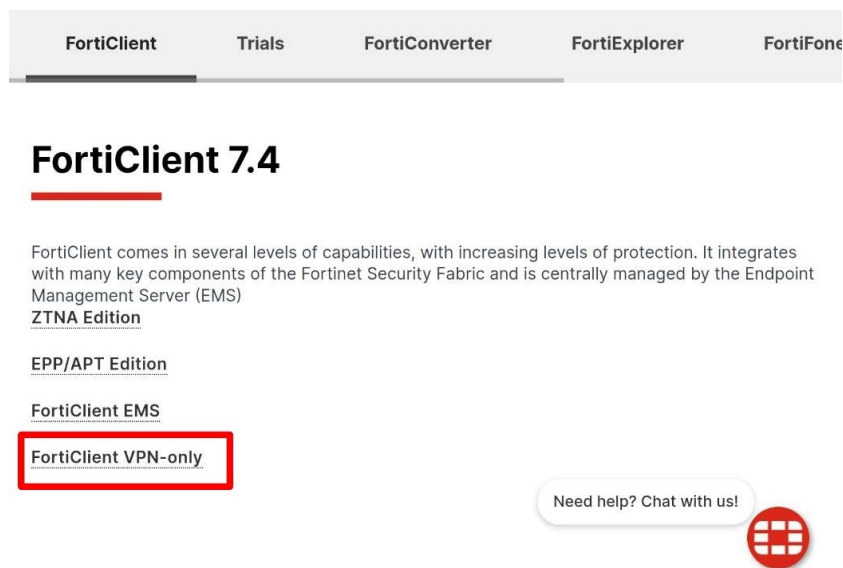 FortiClient Trials FortiConverter FortiExplorer FortiFone
FortiClient 7.4
FortiClient comes in several levels of capabilities, with increasing levels of protection. It integrates
with many key components of the Fortinet Security Fabric and is centrally managed by the Endpoint
Management Server (EMS)
ZTNA Edition
EPP/APT Edition
FortiClient EMS
FortiClient VPN-only
Need help? Chat with us!